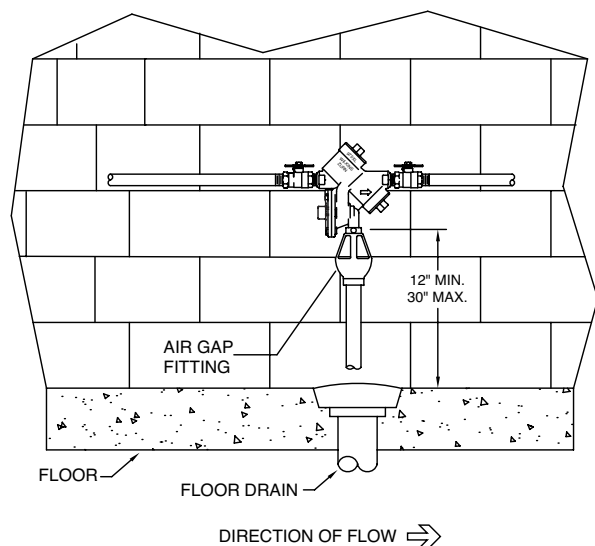 12" MIN.
30" MAX.
AIR GAP
FITTING
FLOOR
FLOOR DRAIN
DIRECTION OF FLOW